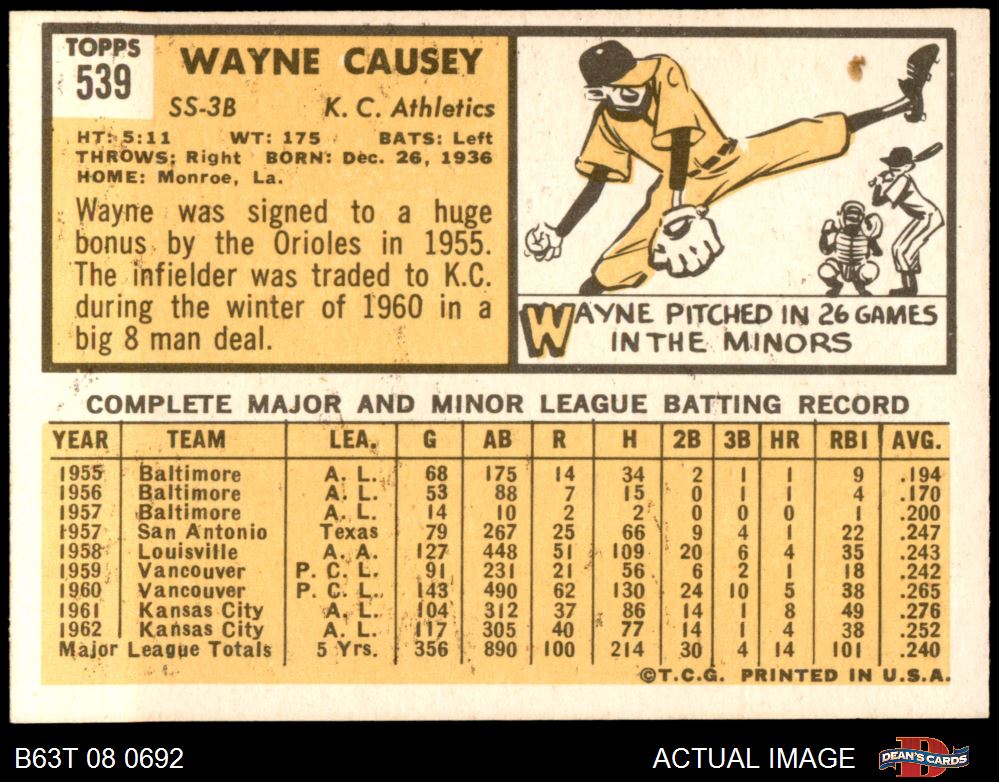 TOPPS
539
WAYNE CAUSEY
SS-3B K. C. Athletics
HT: 5:11 WT: 175 BATS: Left
THROWS: Right BORN: Dec. 26, 1936
HOME: Monroe, La.
Wayne was signed to a huge
bonus by the Orioles in 1955.
The infielder was traded to K.C.
during the winter of 1960 in a
big 8 man deal.
WAYNE PITCHED IN 26 GAMES
IN THE MINORS
COMPLETE MAJOR AND MINOR LEAGUE BATTING RECORD
YEAR TEAM LEA. G AB R H 2B 3B HR RBI AVG.
1955 Baltimore A. L. 68 175 14 34 2 1 1 9 .194
1956 Baltimore A. L. 53 88 7 15 0 1 1 4 .170
1957 Baltimore A. L. 14 10 2 2 0 0 0 1 .200
1957 San Antonio Texas 79 267 25 66 9 4 1 22 .247
1958 Louisville A. A. 127 448 51 109 20 6 4 35 .243
1959 Vancouver P. C. L. 91 231 21 56 6 2 1 18 .242
1960 Vancouver P. C. L. 143 490 62 130 24 10 5 38 .265
1961 Kansas City A. L. 104 312 37 86 14 1 8 49 .276
1962 Kansas City A. L. 117 305 40 77 14 1 4 38 .252
Major League Totals 5 Yrs. 356 890 100 214 30 4 14 101 .240
©T.C.G. PRINTED IN U.S.A.
B63T 08 0692 ACTUAL IMAGE DEAN'S CARDS